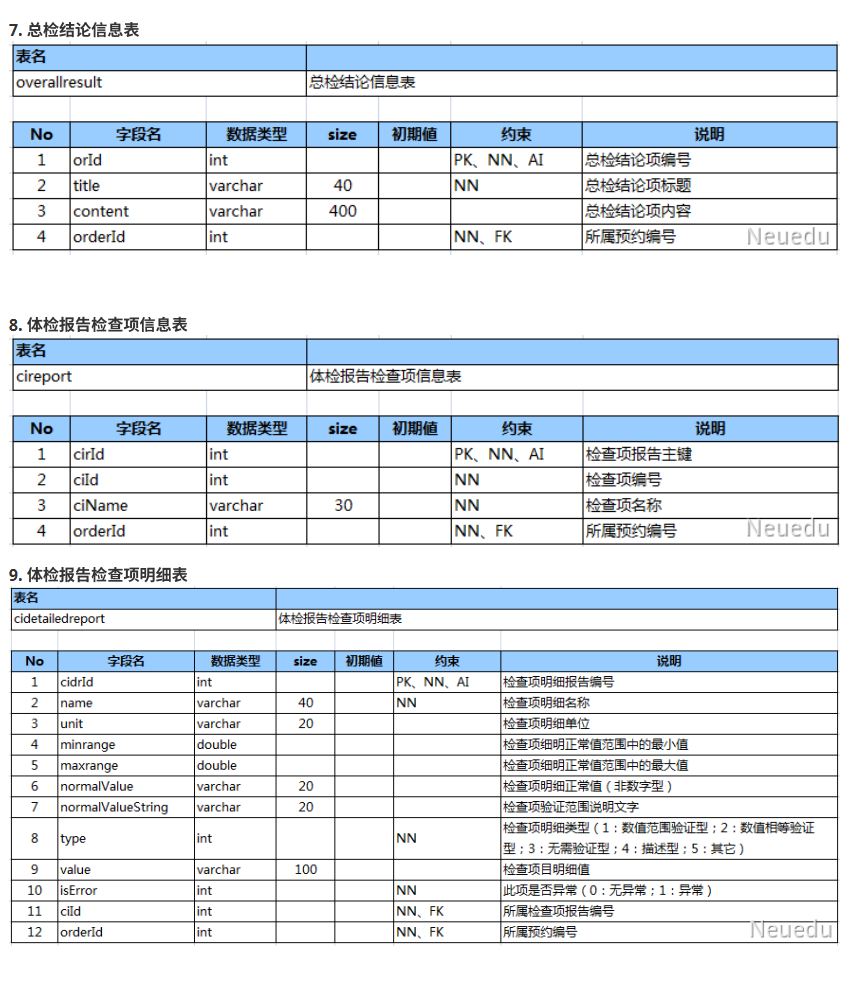 7. 总检结论信息表
表名
overallresult 总检结论信息表
No 字段名 数据类型 size 初期値 约束 说明
1 orId int PK、NN、AI 总检结论项编号
2 title varchar 40 NN 总检结论项标题
3 content varchar 400 总检结论项内容
4 orderId int NN、FK 所属预约编号
Neuedu
8. 体检报告检查项信息表
表名
cireport 体检报告检查项信息表
No 字段名 数据类型 size 初期値 约束 说明
1 cirId int PK、NN、AI 检查项报告主键
2 ciId int NN 检查项编号
3 ciName varchar 30 NN 检查项名称
4 orderId int NN、FK 所属预约编号
Neuedu
9. 体检报告检查项明细表
表名
cidetailedreport 体检报告检查项明细表
No 字段名 数据类型 size 初期値 约束 说明
1 cidrId int PK、NN、AI 检查项明细报告编号
2 name varchar 40 NN 检查项明细名称
3 unit varchar 20 检查项明细单位
4 minrange double 检查项细明正常值范围中的最小值
5 maxrange double 检查项细明正常值范围中的最大值
6 normalValue varchar 20 检查项明细正常值（非数字型）
7 normalValueString varchar 20 检查项验证范围说明文字
8 type int NN 检查项明细类型（1：数值范围验证型；2：数值相等验证
型；3：无需验证型；4：描述型；5：其它）
9 value varchar 100 检查项目明细值
10 isError int NN 此项是否异常（0：无异常；1：异常）
11 ciId int NN、FK 所属检查项报告编号
12 orderId int NN、FK 所属预约编号
Neuedu